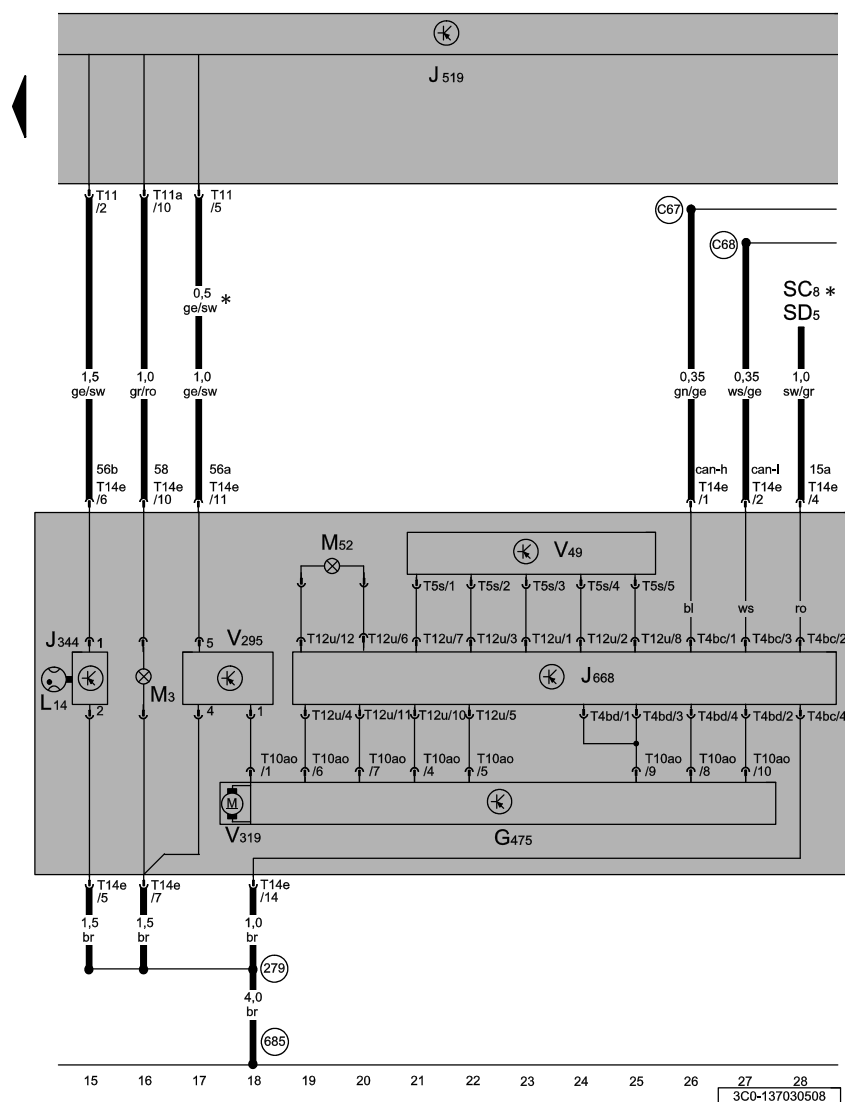 J519
T11 T11a T11
/2 /10 /5
C67
C68
0,5
ge/sw *
SC8 *
SD5
1,5 1,0 1,0 0,35 0,35 1,0
ge/sw gr/ro ge/sw gn/ge ws/ge sw/gr
56b 58 56a can-h can-l 15a
T14e T14e T14e T14e T14e T14e
/6 /10 /11 /1 /2 /4
M52
V49
T5s/1 T5s/2 T5s/3 T5s/4 T5s/5
bl ws ro
J344 1 5 V295 T12u/12 T12u/6 T12u/7 T12u/3 T12u/1 T12u/2 T12u/8 T4bc/1 T4bc/3 T4bc/2
J668
L14 M3
2 4 1 T12u/4 T12u/11 T12u/10 T12u/5 T4bd/1 T4bd/3 T4bd/4 T4bd/2 T4bc/4
T10ao T10ao T10ao T10ao T10ao T10ao T10ao T10ao
/1 /6 /7 /4 /5 /9 /8 /10
M
V319 G475
T14e T14e T14e
/5 /7 /14
1,5 1,5 1,0
br br br
279
4,0
br
685
15 16 17 18 19 20 21 22 23 24 25 26 27 28
3C0-137030508